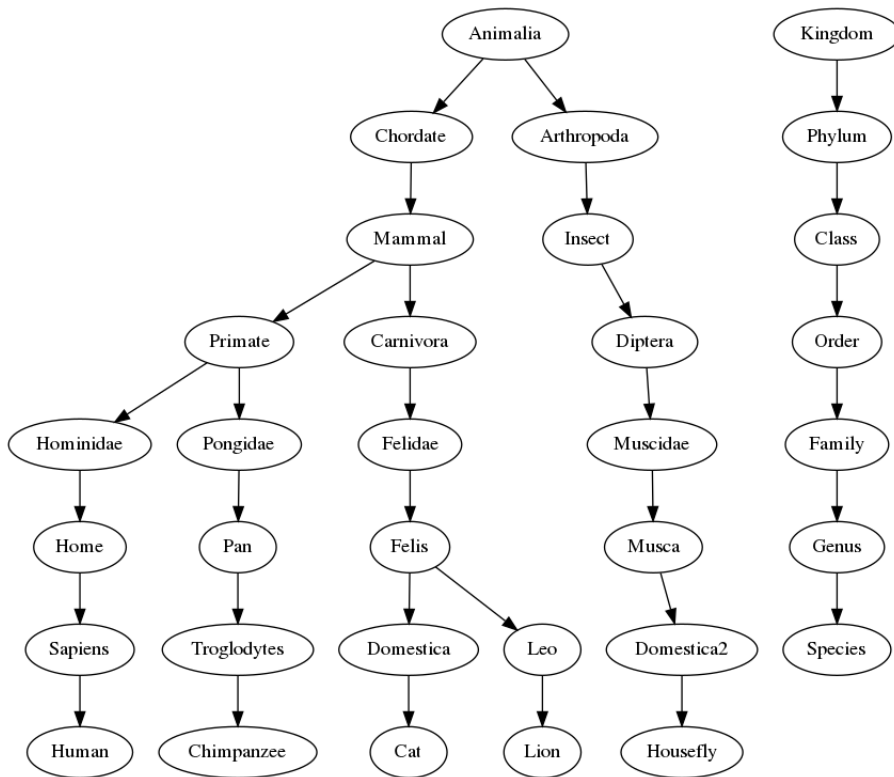 Animalia Kingdom
Chordate Arthropoda Phylum
Mammal Insect Class
Primate Carnivora Diptera Order
Hominidae Pongidae Felidae Muscidae Family
Home Pan Felis Musca Genus
Sapiens Troglodytes Domestica Leo Domestica2 Species
Human Chimpanzee Cat Lion Housefly